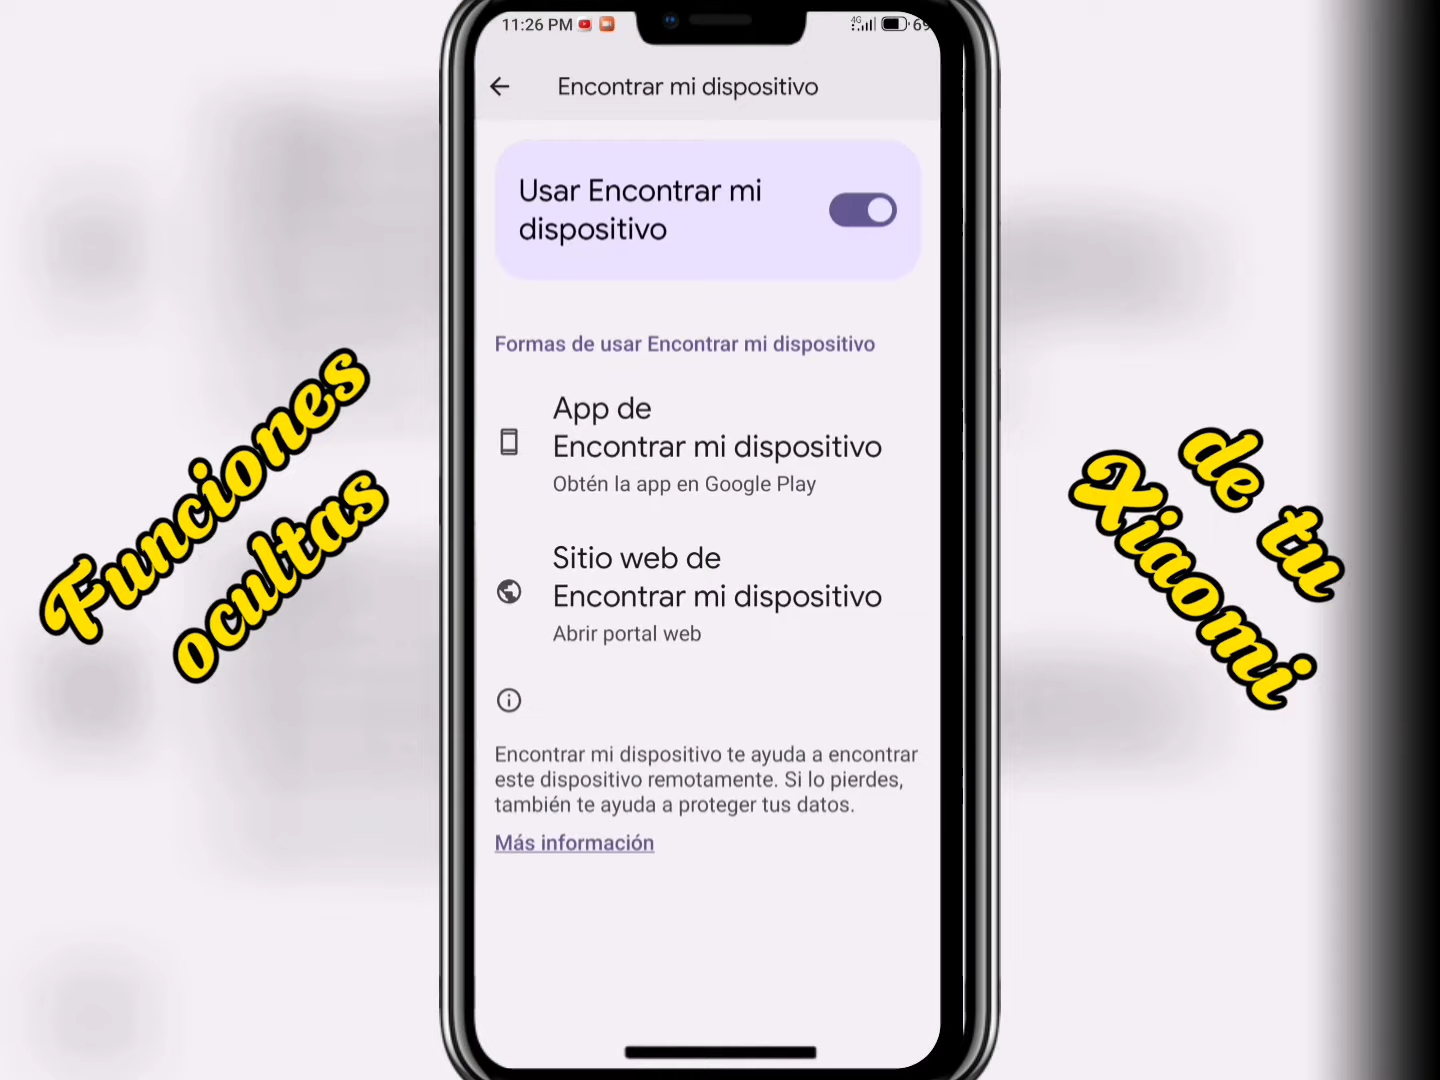 11:26 PM
4G
Encontrar mi dispositivo
Usar Encontrar mi
dispositivo
Formas de usar Encontrar mi dispositivo
App de
Encontrar mi dispositivo
Obtén la app en Google Play
Sitio web de
Encontrar mi dispositivo
Abrir portal web
Encontrar mi dispositivo te ayuda a encontrar
este dispositivo remotamente. Si lo pierdes,
también te ayuda a proteger tus datos.
Más información
Funciones
ocultas
de tu
Xiaomi